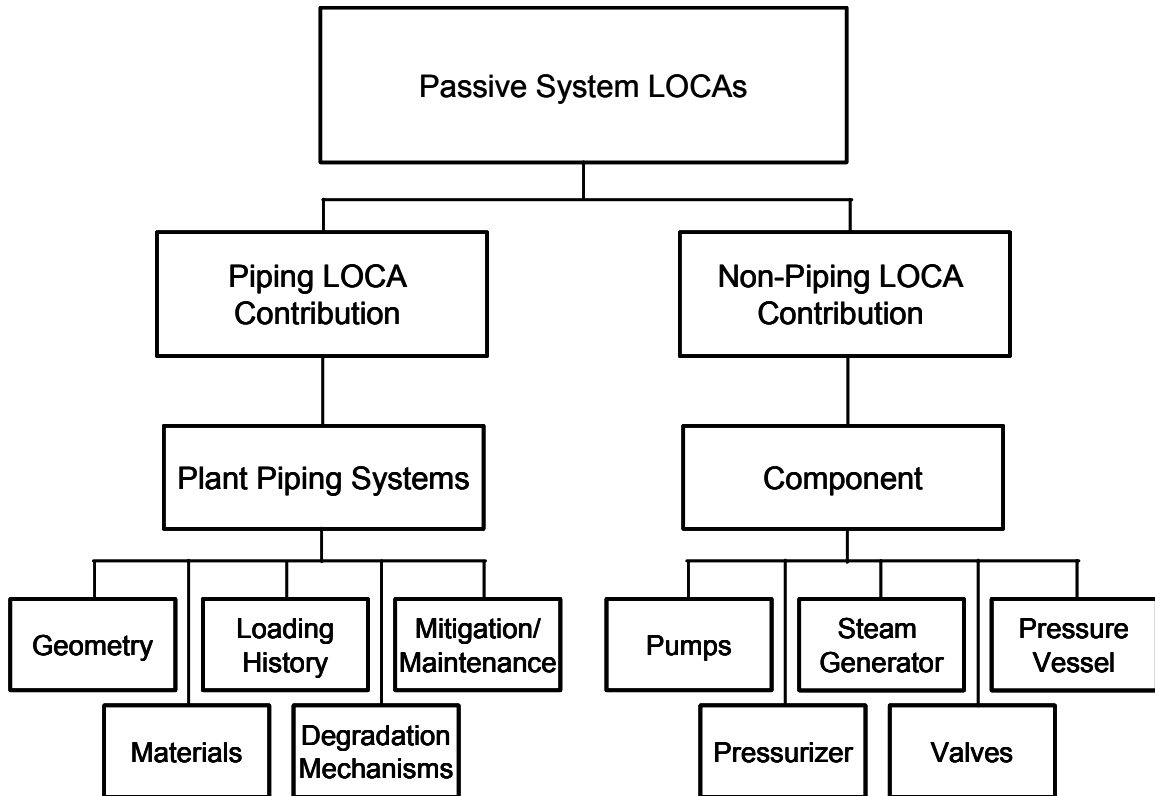 Passive System LOCAs
Piping LOCA
Contribution
Non-Piping LOCA
Contribution
Plant Piping Systems
Component
Geometry
Loading
History
Mitigation/
Maintenance
Pumps
Steam
Generator
Pressure
Vessel
Materials
Degradation
Mechanisms
Pressurizer
Valves